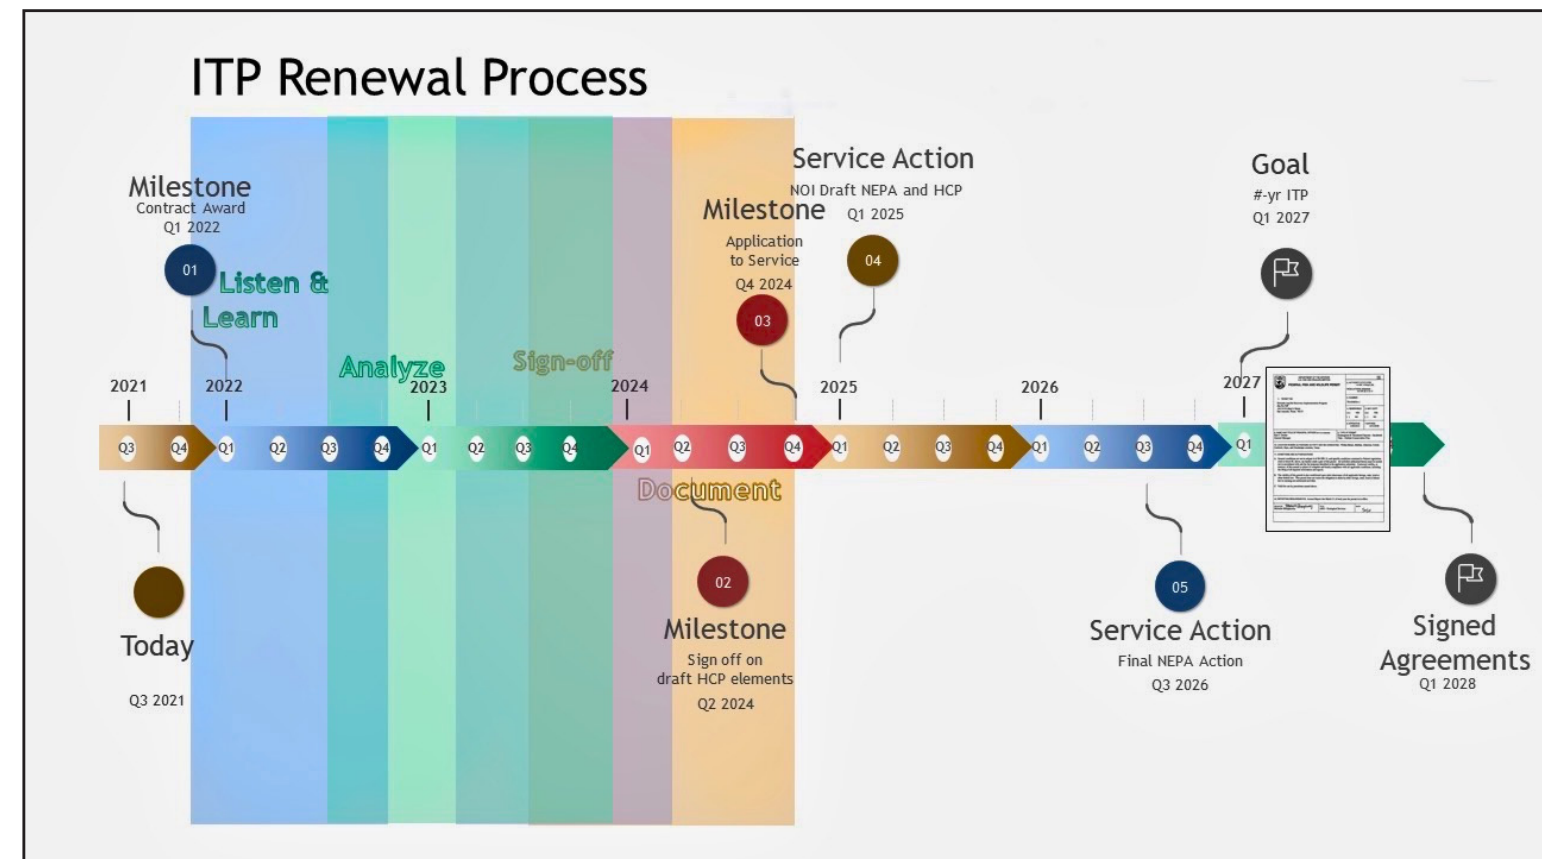 ITP Renewal Process
Milestone
Contract Award
Q1 2022
01
Listen &
Learn
Analyze
Sign-off
Milestone
Application
to Service
Q4 2024
03
Service Action
NOI Draft NEPA and HCP
Q1 2025
04
Goal
#-yr ITP
Q1 2027
2021 2022 2023 2024 2025 2026 2027
Q3 Q4 Q1 Q2 Q3 Q4 Q1 Q2 Q3 Q4 Q1 Q2 Q3 Q4 Q1 Q2 Q3 Q4 Q1 Q2 Q3 Q4 Q1
Document
Today
Q3 2021
02
Milestone
Sign off on
draft HCP elements
Q2 2024
05
Service Action
Final NEPA Action
Q3 2026
Signed
Agreements
Q1 2028